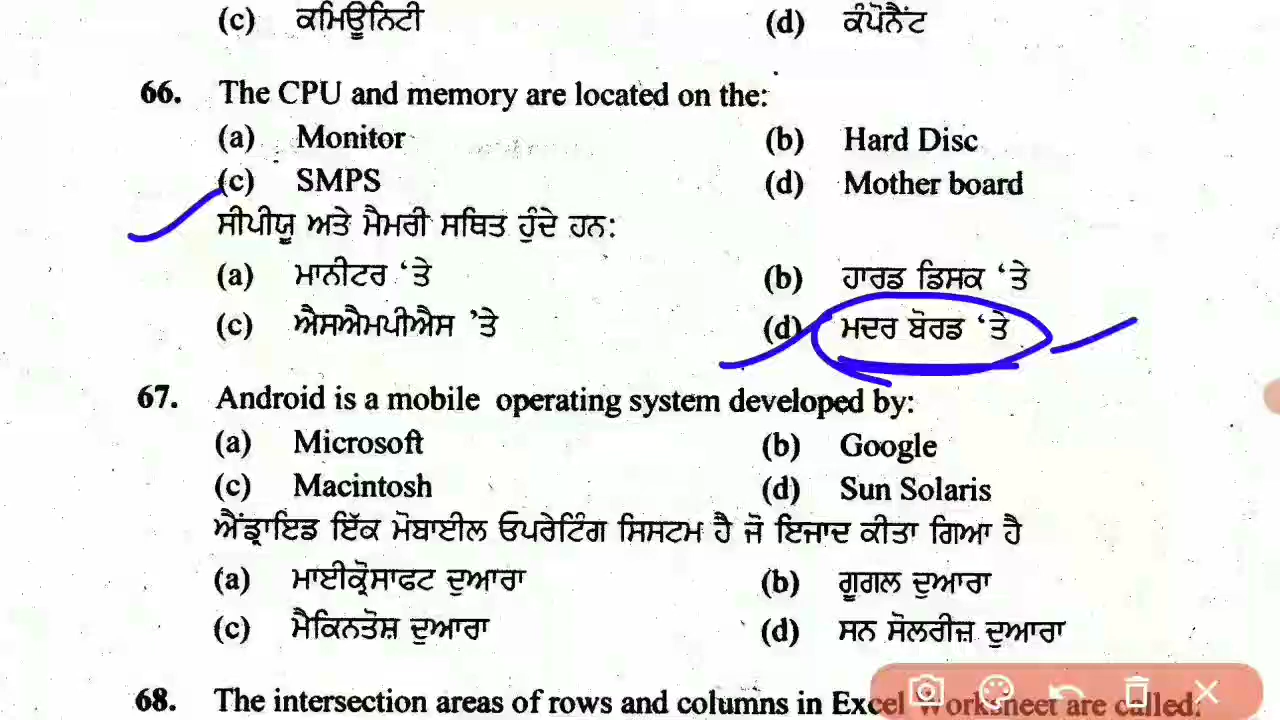 (c) ਕਮਿਊਨਿਟੀ (d) ਕੰਪੋਨੈਂਟ
66. The CPU and memory are located on the:
(a) Monitor (b) Hard Disc
(c) SMPS (d) Mother board
ਸੀਪੀਯੂ ਅਤੇ ਮੈਮਰੀ ਸਥਿਤ ਹੁੰਦੇ ਹਨ:
(a) ਮਾਨੀਟਰ ‘ਤੇ (b) ਹਾਰਡ ਡਿਸਕ ‘ਤੇ
(c) ਐਸਐਮਪੀਐਸ ’ਤੇ (d) ਮਦਰ ਬੋਰਡ ‘ਤੇ
67. Android is a mobile operating system developed by:
(a) Microsoft (b) Google
(c) Macintosh (d) Sun Solaris
ਐਂਡ੍ਰਾਇਡ ਇੱਕ ਮੋਬਾਈਲ ਓਪਰੇਟਿੰਗ ਸਿਸਟਮ ਹੈ ਜੋ ਇਜਾਦ ਕੀਤਾ ਗਿਆ ਹੈ
(a) ਮਾਈਕ੍ਰੋਸਾਫਟ ਦੁਆਰਾ (b) ਗੂਗਲ ਦੁਆਰਾ
(c) ਮੈਕਿਨਤੋਸ਼ ਦੁਆਰਾ (d) ਸਨ ਸੋਲਰੀਜ਼ ਦੁਆਰਾ
68. The intersection areas of rows and columns in Excel Worksheet are called: